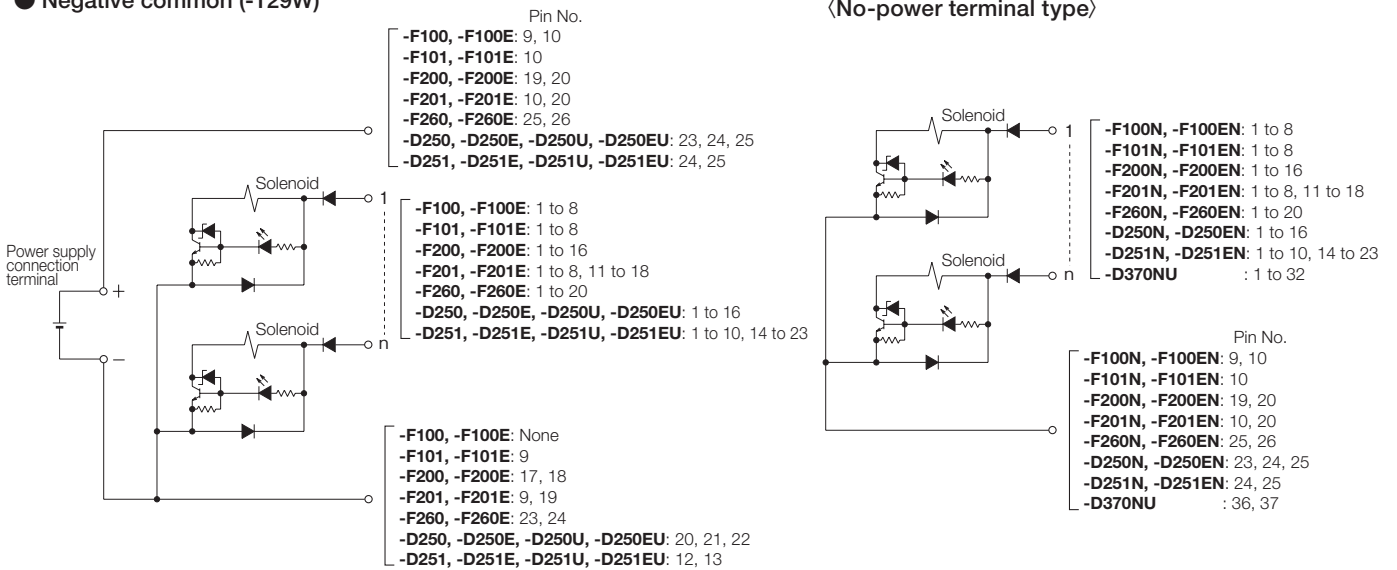 ● Negative common (-129W)
Pin No.
-F100, -F100E: 9, 10
-F101, -F101E: 10
-F200, -F200E: 19, 20
-F201, -F201E: 10, 20
-F260, -F260E: 25, 26
-D250, -D250E, -D250U, -D250EU: 23, 24, 25
-D251, -D251E, -D251U, -D251EU: 24, 25
Solenoid
1
-F100, -F100E: 1 to 8
-F101, -F101E: 1 to 8
-F200, -F200E: 1 to 16
-F201, -F201E: 1 to 8, 11 to 18
-F260, -F260E: 1 to 20
-D250, -D250E, -D250U, -D250EU: 1 to 16
-D251, -D251E, -D251U, -D251EU: 1 to 10, 14 to 23
Power supply
connection
terminal
+
−
Solenoid
n
-F100, -F100E: None
-F101, -F101E: 9
-F200, -F200E: 17, 18
-F201, -F201E: 9, 19
-F260, -F260E: 23, 24
-D250, -D250E, -D250U, -D250EU: 20, 21, 22
-D251, -D251E, -D251U, -D251EU: 12, 13
〈No-power terminal type〉
Solenoid
1
-F100N, -F100EN: 1 to 8
-F101N, -F101EN: 1 to 8
-F200N, -F200EN: 1 to 16
-F201N, -F201EN: 1 to 8, 11 to 18
-F260N, -F260EN: 1 to 20
-D250N, -D250EN: 1 to 16
-D251N, -D251EN: 1 to 10, 14 to 23
-D370NU : 1 to 32
Solenoid
n
Pin No.
-F100N, -F100EN: 9, 10
-F101N, -F101EN: 10
-F200N, -F200EN: 19, 20
-F201N, -F201EN: 10, 20
-F260N, -F260EN: 25, 26
-D250N, -D250EN: 23, 24, 25
-D251N, -D251EN: 24, 25
-D370NU : 36, 37